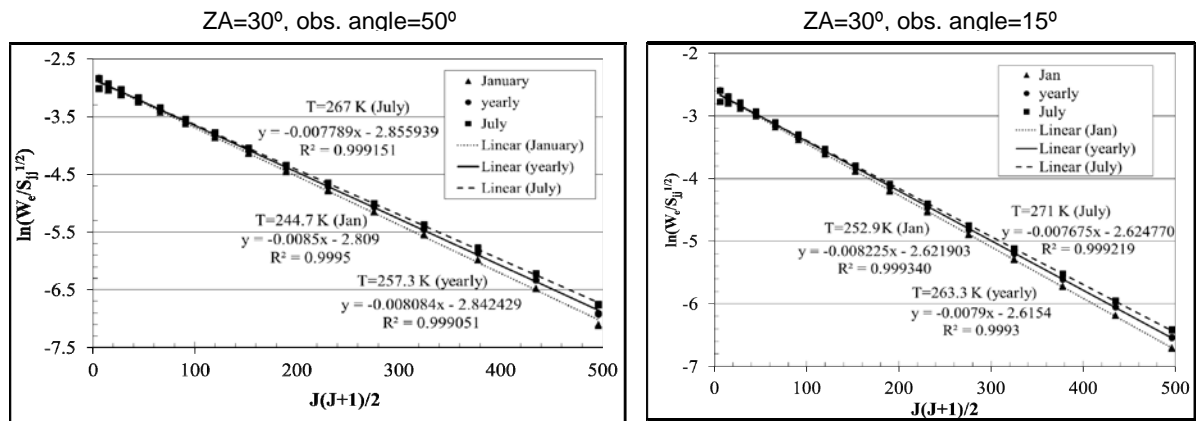 ZA=30º, obs. angle=50º
-2.5
-3.5
-4.5
-5.5
-6.5
-7.5
ln(We/Sjj^1/2)
▲ January
● yearly
■ July
Linear (January)
Linear (yearly)
Linear (July)
T=267 K (July)
y = -0.007789x - 2.855939
R² = 0.999151
T=244.7 K (Jan)
y = -0.0085x - 2.809
R² = 0.9995
T=257.3 K (yearly)
y = -0.008084x - 2.842429
R² = 0.999051
0 100 200 300 400 500
J(J+1)/2
ZA=30º, obs. angle=15º
-2
-3
-4
-5
-6
-7
ln(We/Sjj^1/2)
▲ Jan
● yearly
■ July
Linear (Jan)
Linear (yearly)
Linear (July)
T=271 K (July)
y = -0.007675x - 2.624770
R² = 0.999219
T=252.9K (Jan)
y = -0.008225x - 2.621903
R² = 0.999340
T=263.3 K (yearly)
y = -0.0079x - 2.6154
R² = 0.9993
0 100 200 300 400 500
J(J+1)/2